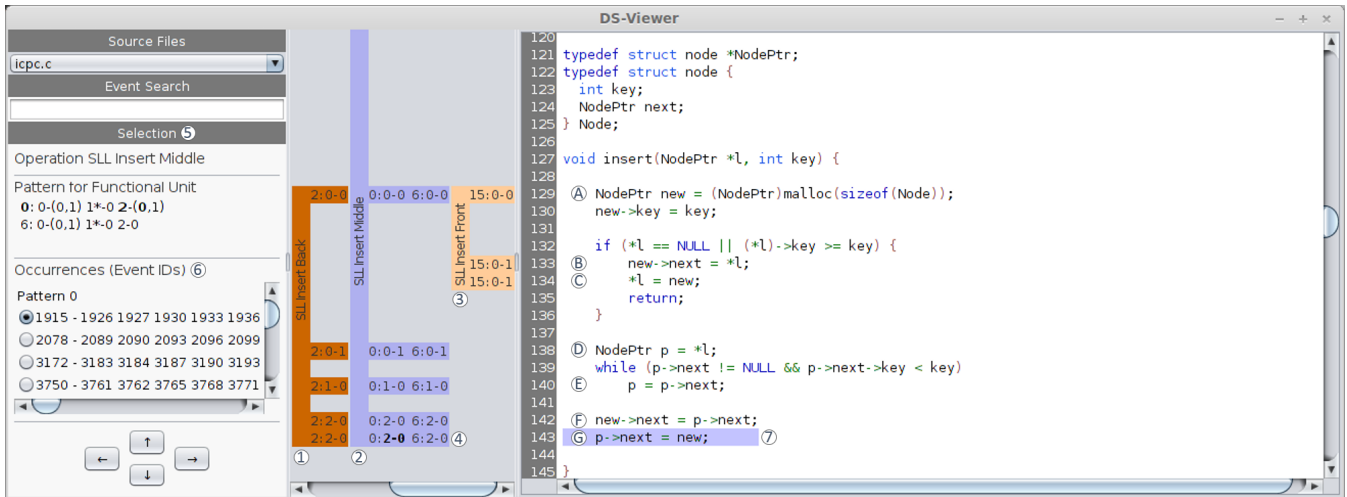 DS-Viewer
Source Files
icpc.c
Event Search
Selection ⑤
Operation SLL Insert Middle
Pattern for Functional Unit
0: 0-(0,1) 1*-0 2-(0,1)
6: 0-(0,1) 1*-0 2-0
Occurrences (Event IDs) ⑥
Pattern 0
1915 - 1926 1927 1930 1933 1936
2078 - 2089 2090 2093 2096 2099
3172 - 3183 3184 3187 3190 3193
3750 - 3761 3762 3765 3768 3771
SLL Insert Back
2:0-0
2:0-1
2:1-0
2:2-0
2:2-0
①
SLL Insert Middle
0:0-0 6:0-0
0:0-1 6:0-1
0:1-0 6:1-0
0:2-0 6:2-0
0:2-0 6:2-0 ④
②
SLL Insert Front
15:0-0
15:0-1
15:0-1
③
120
121 typedef struct node *NodePtr;
122 typedef struct node {
123 int key;
124 NodePtr next;
125 } Node;
126
127 void insert(NodePtr *l, int key) {
128
129 Ⓐ NodePtr new = (NodePtr)malloc(sizeof(Node));
130 new->key = key;
131
132 if (*l == NULL || (*l)->key >= key) {
133 Ⓑ new->next = *l;
134 Ⓒ *l = new;
135 return;
136 }
137
138 Ⓓ NodePtr p = *l;
139 while (p->next != NULL && p->next->key < key)
140 Ⓔ p = p->next;
141
142 Ⓕ new->next = p->next;
143 Ⓖ p->next = new; ⑦
144
145 }